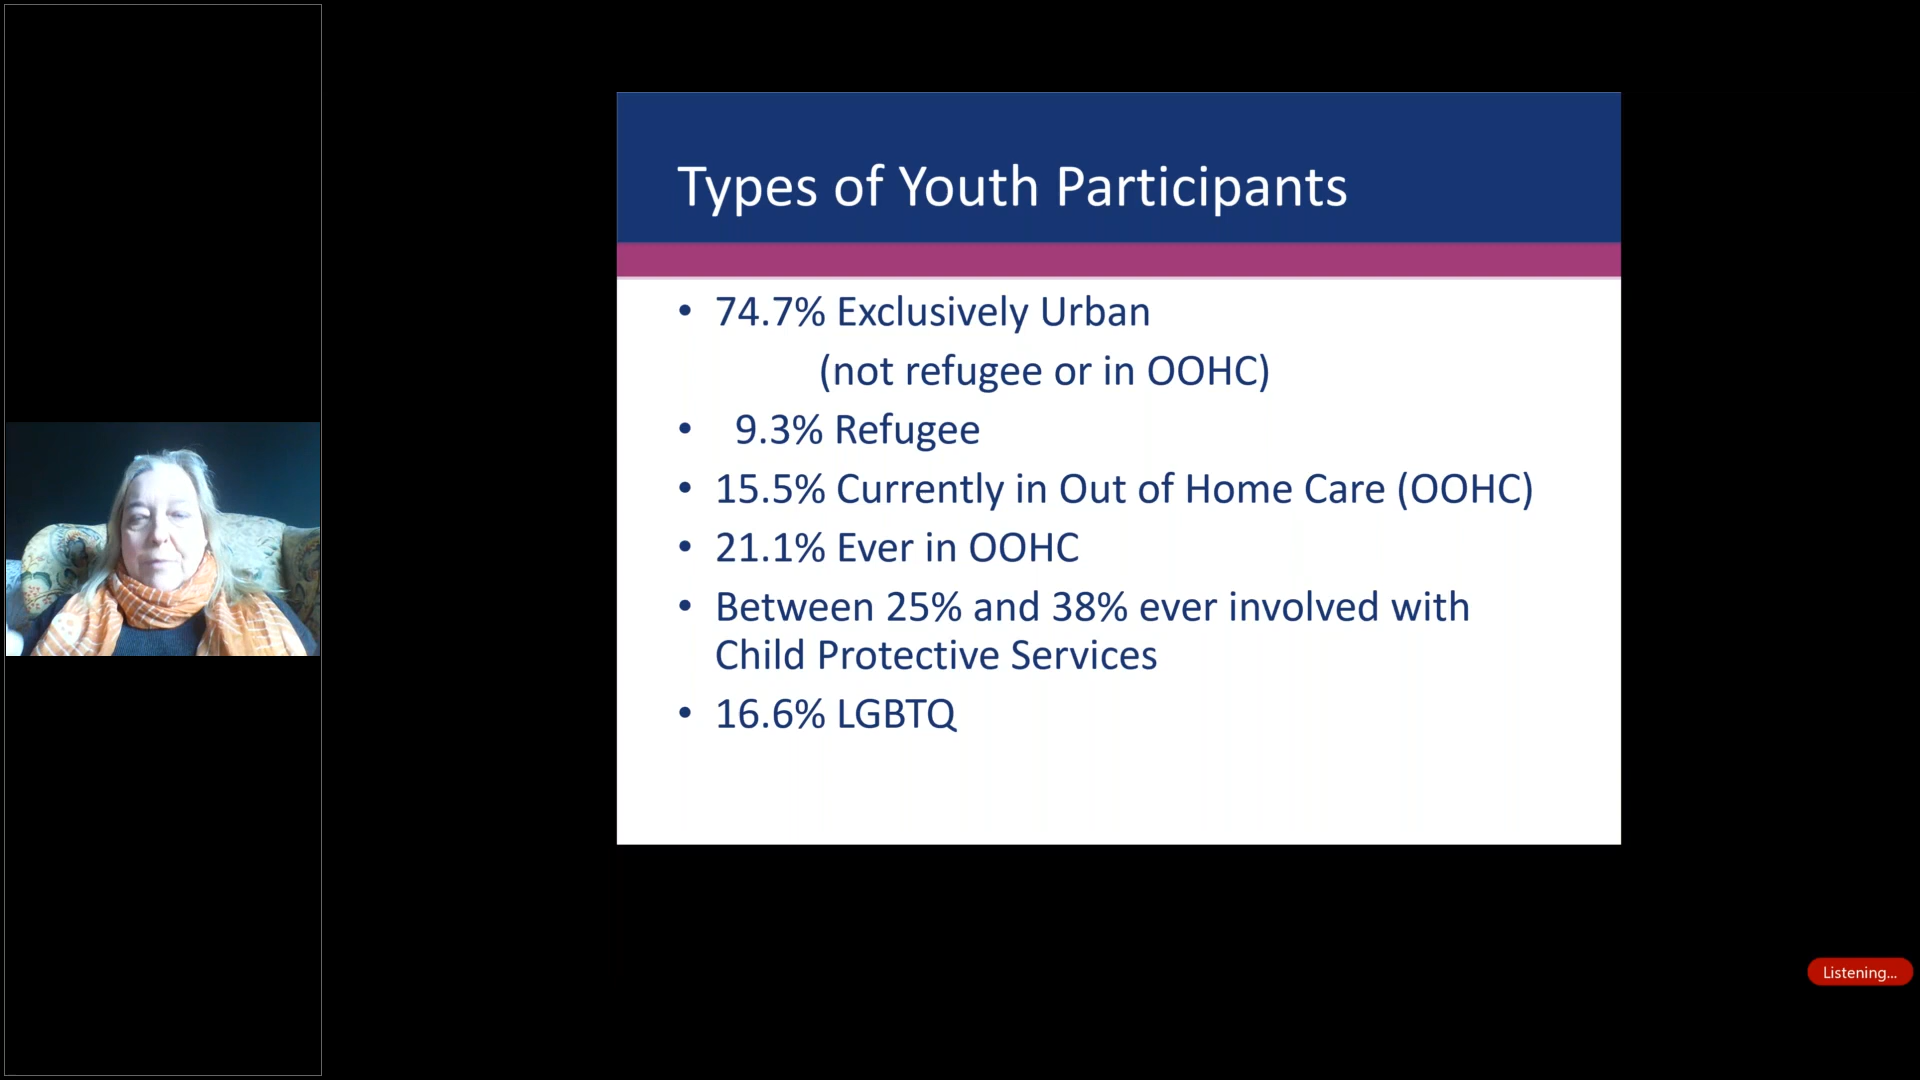 Types of Youth Participants
• 74.7% Exclusively Urban
(not refugee or in OOHC)
• 9.3% Refugee
• 15.5% Currently in Out of Home Care (OOHC)
• 21.1% Ever in OOHC
• Between 25% and 38% ever involved with
Child Protective Services
• 16.6% LGBTQ
Listening...